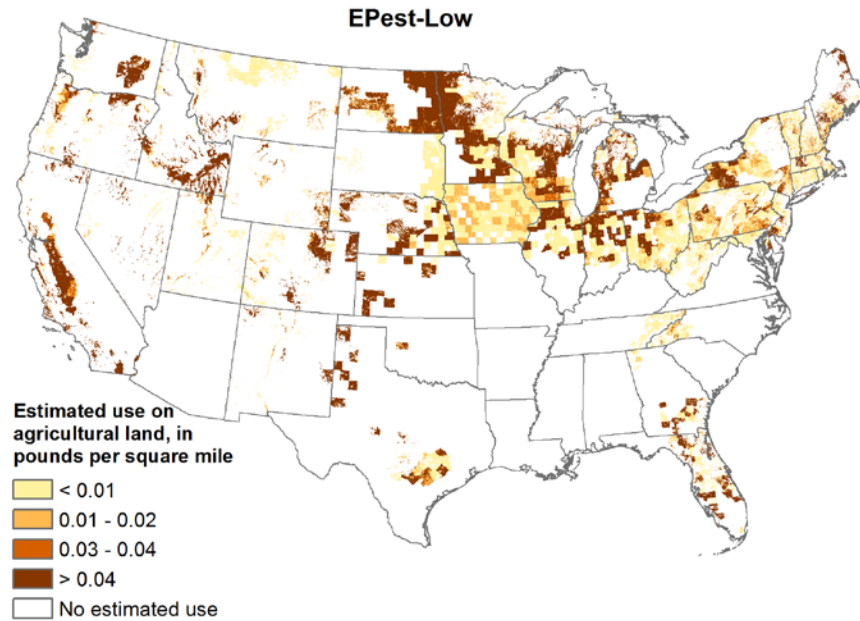 EPest-Low
Estimated use on
agricultural land, in
pounds per square mile
< 0.01
0.01 - 0.02
0.03 - 0.04
> 0.04
No estimated use